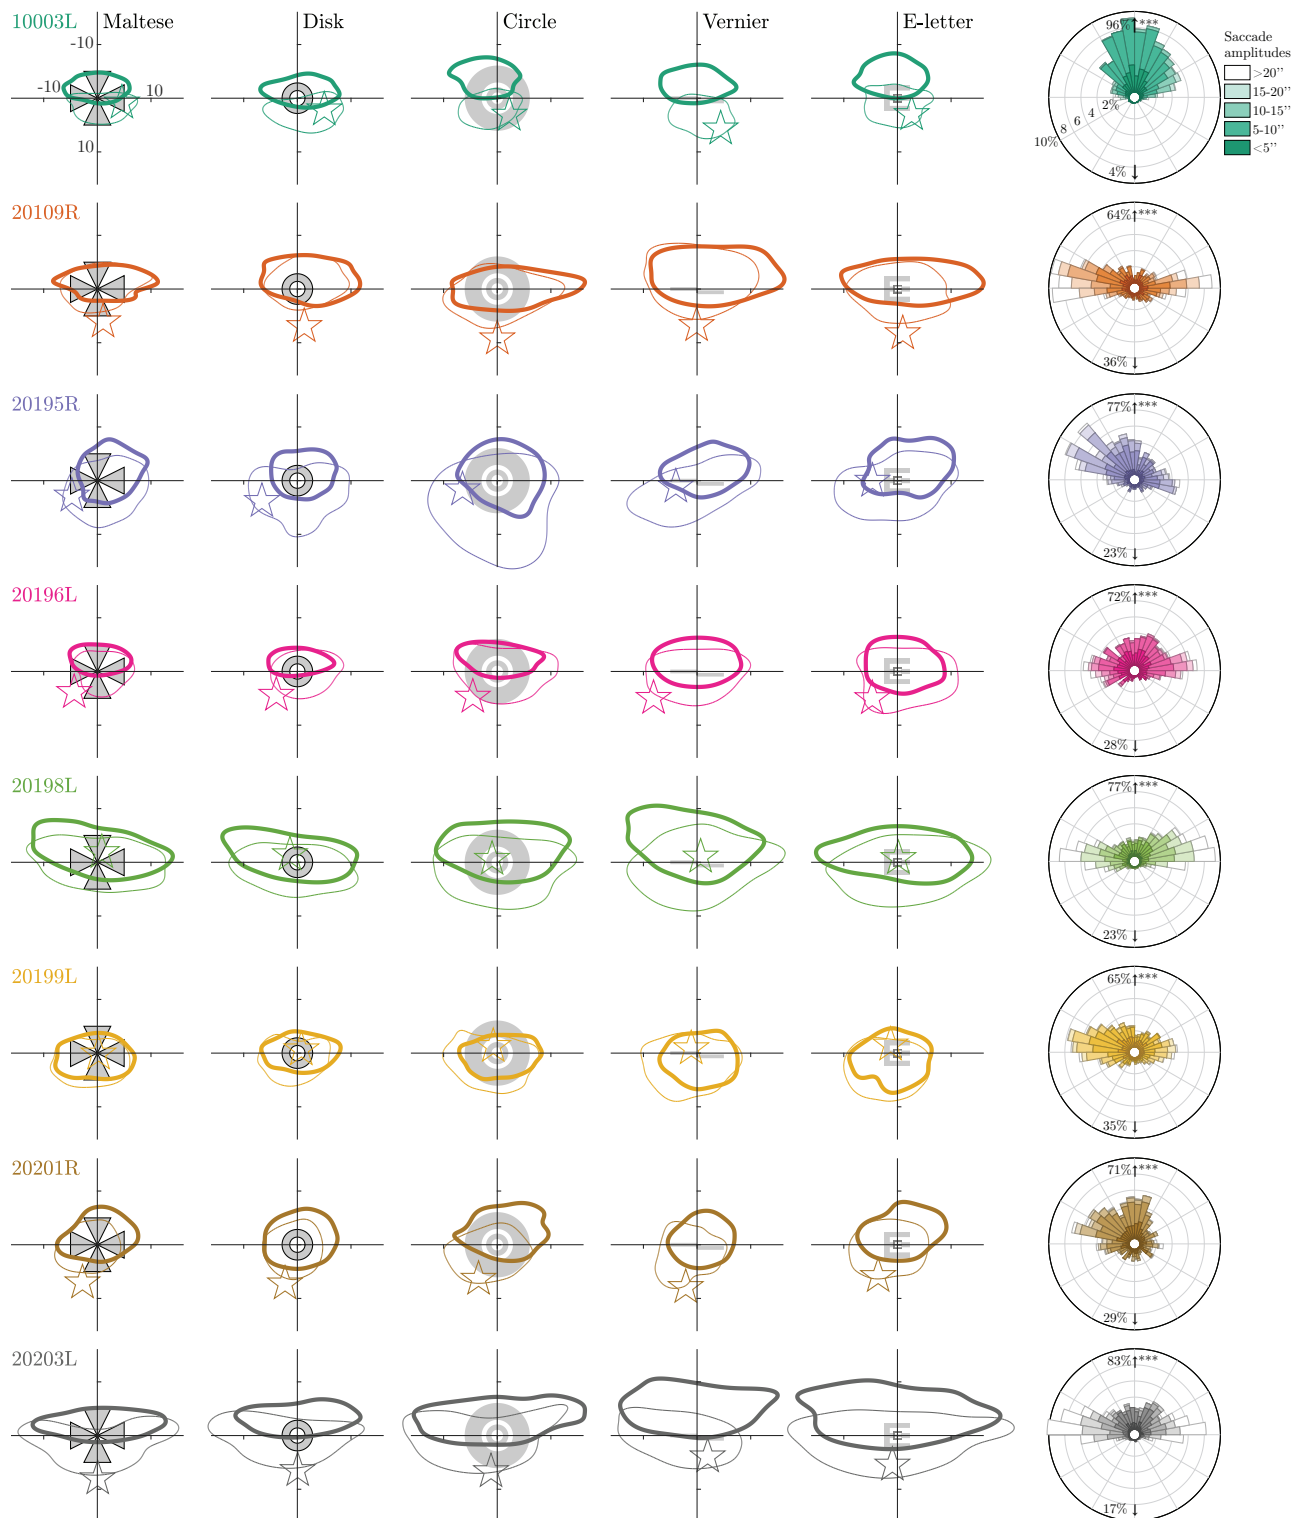 10003L Maltese Disk Circle Vernier E-letter
-10
-10 10
10
96% ***
2%
4
6
8
10%
4%
Saccade
amplitudes
>20’’
15-20’’
10-15’’
5-10’’
<5’’
20109R
64% ***
36%
20195R
77% ***
23%
20196L
72% ***
28%
20198L
77% ***
23%
20199L
65% ***
35%
20201R
71% ***
29%
20203L
83% ***
17%